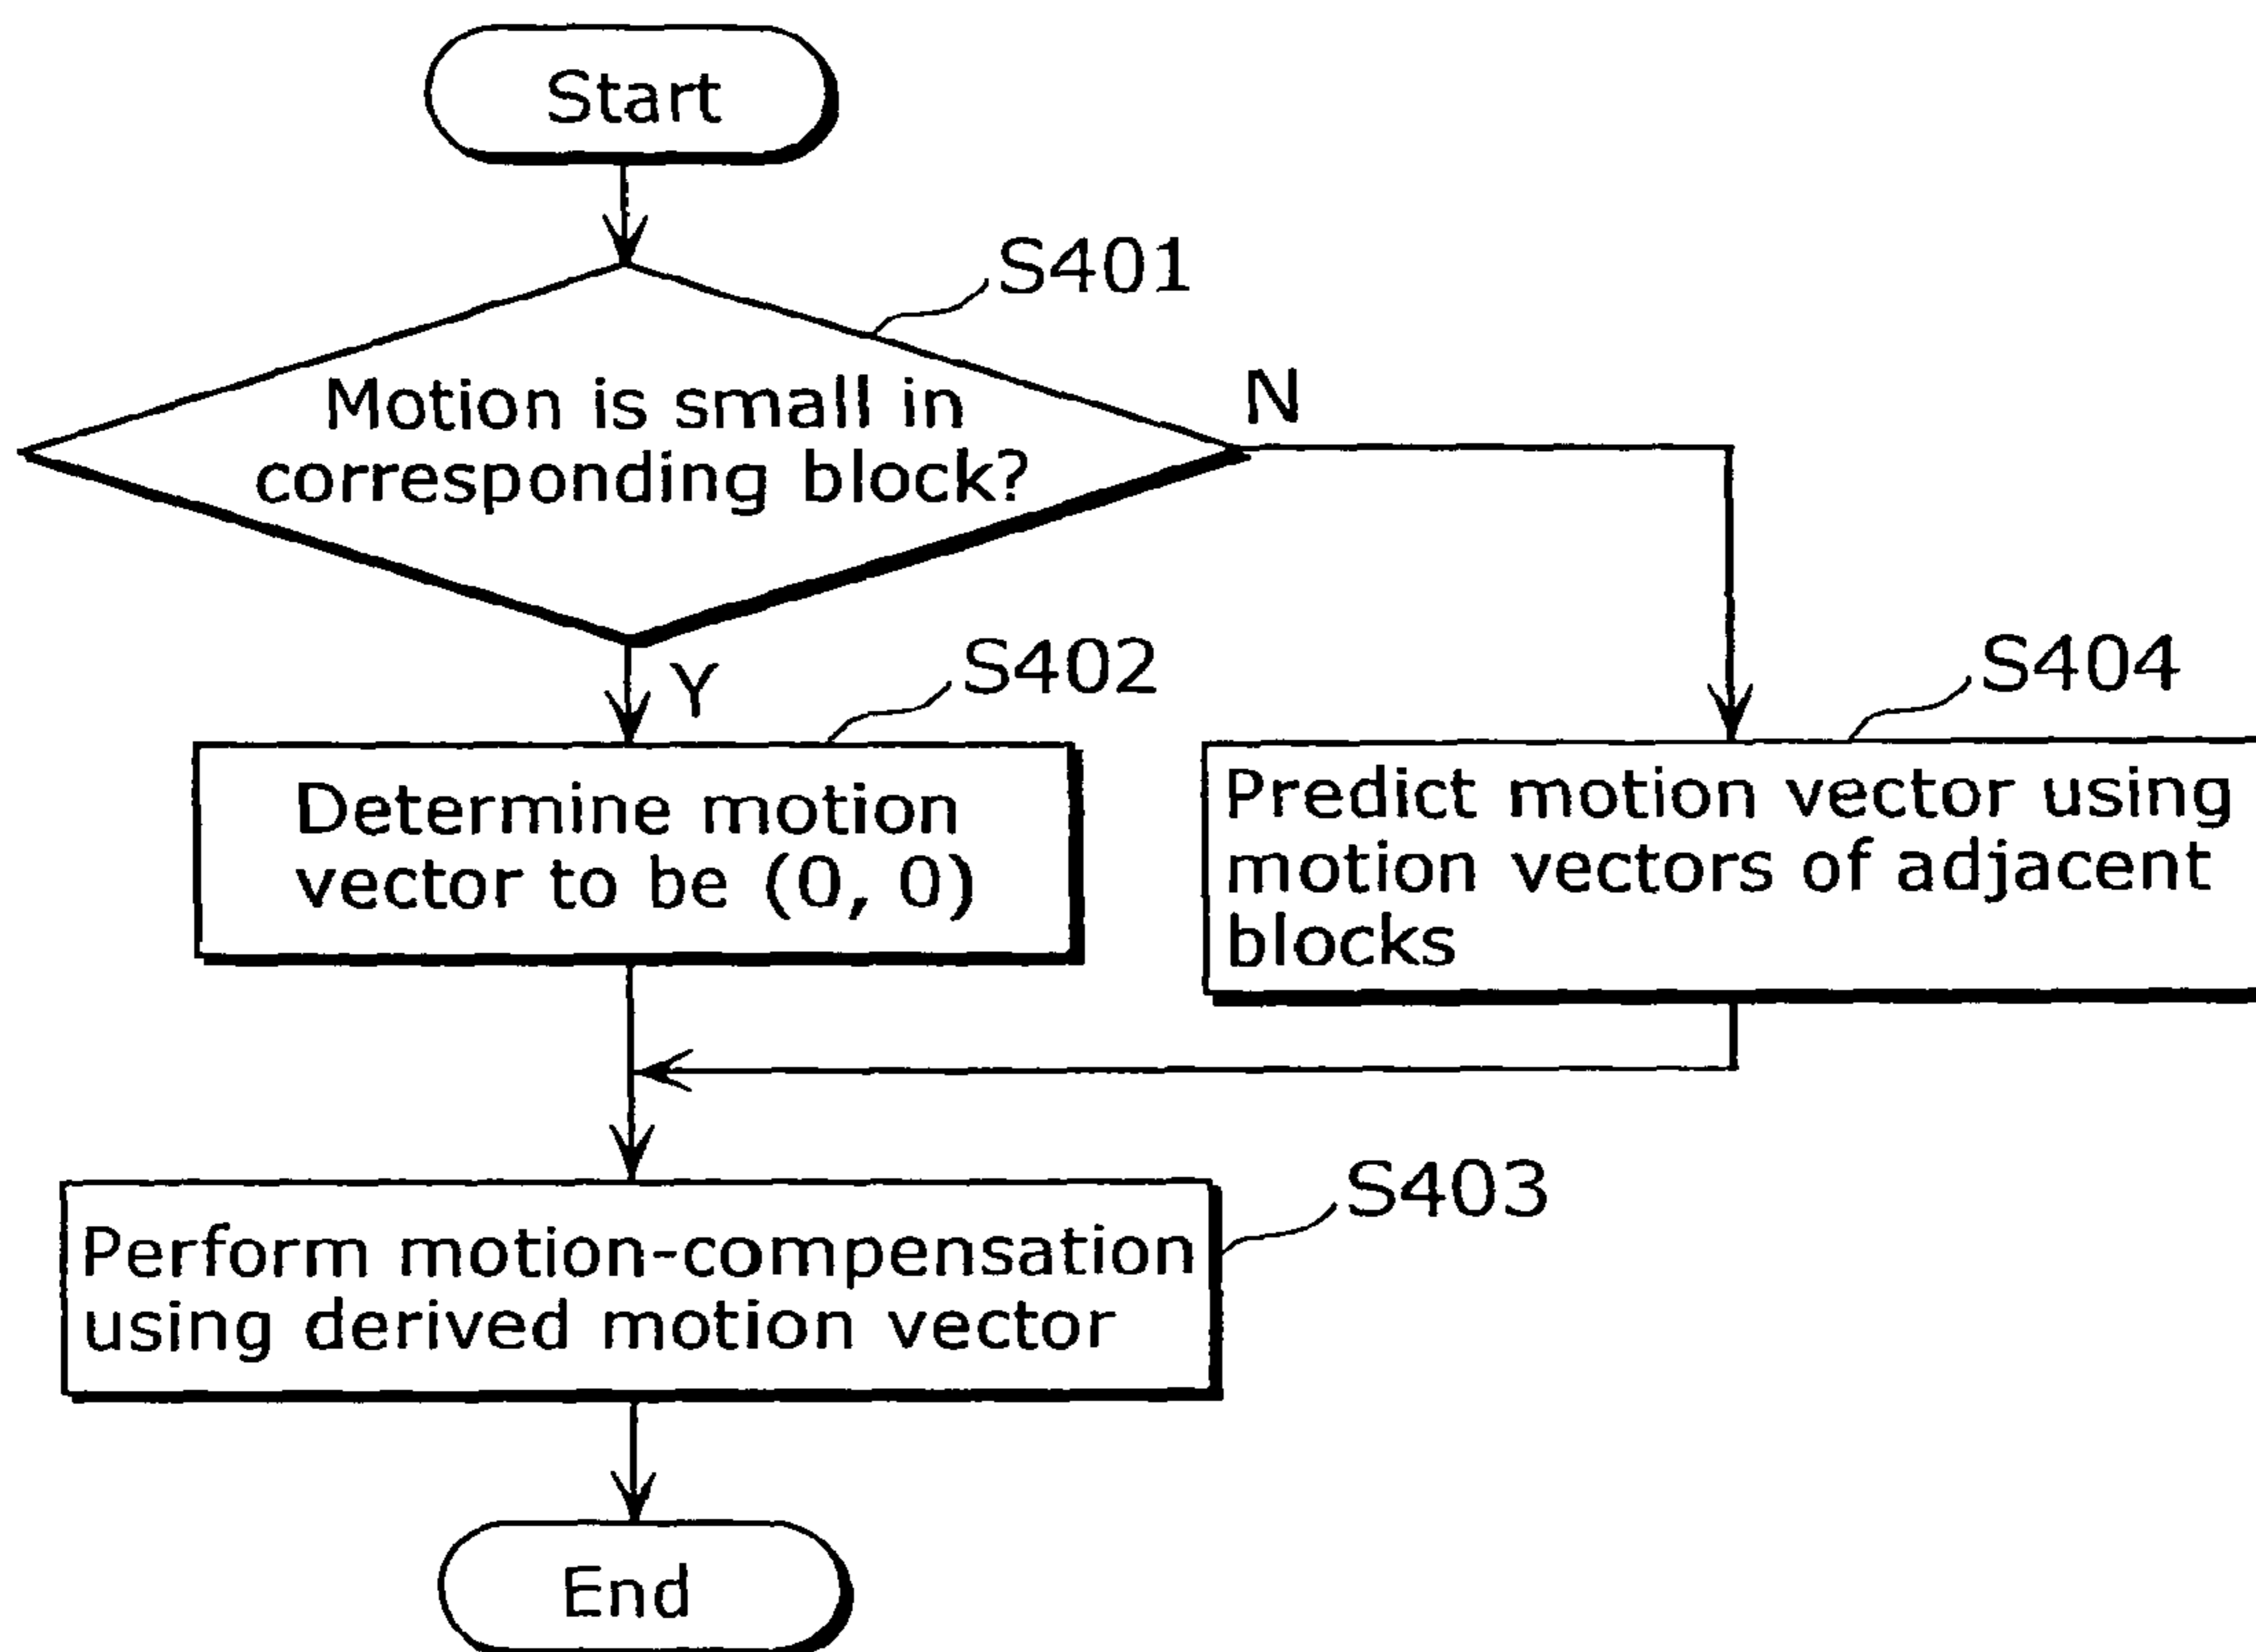 Start
S401
Motion is small in
corresponding block?
N
Y
S402
Determine motion
vector to be (0, 0)
S404
Predict motion vector using
motion vectors of adjacent
blocks
S403
Perform motion-compensation
using derived motion vector
End